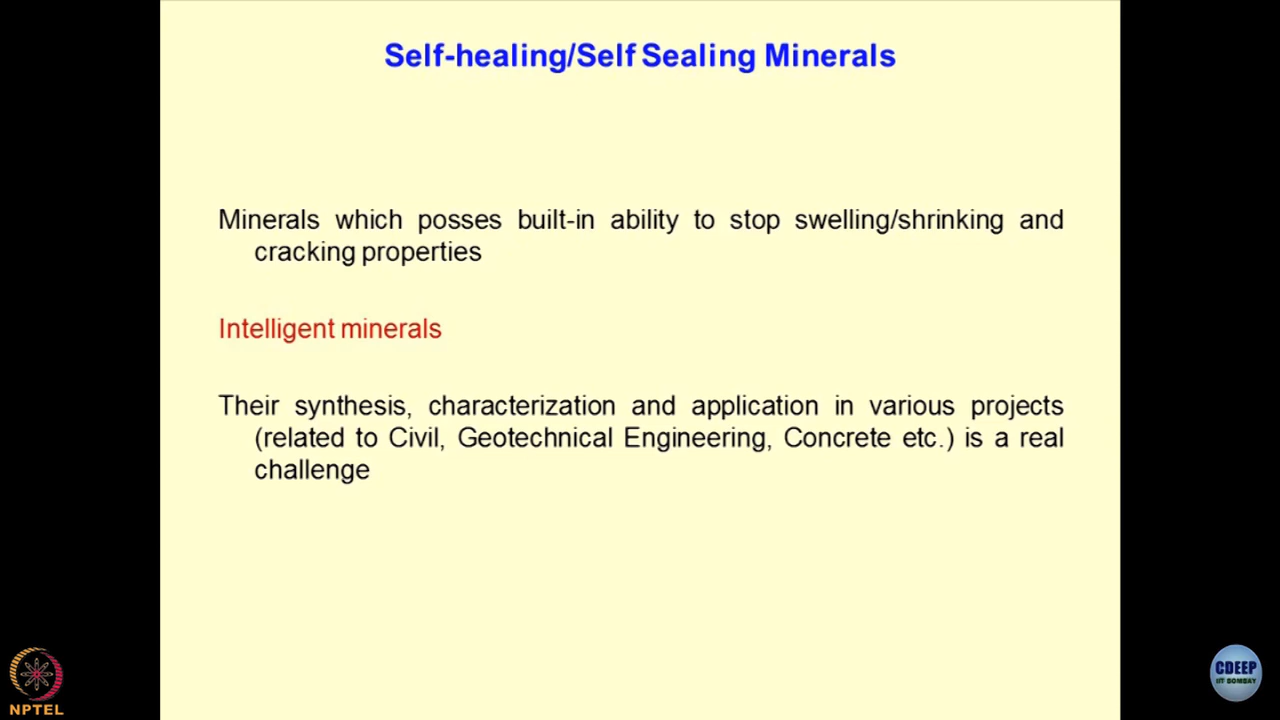 Self-healing/Self Sealing Minerals
Minerals which posses built-in ability to stop swelling/shrinking and
cracking properties
Intelligent minerals
Their synthesis, characterization and application in various projects
(related to Civil, Geotechnical Engineering, Concrete etc.) is a real
challenge
NPTEL
CDEEP
IIT BOMBAY